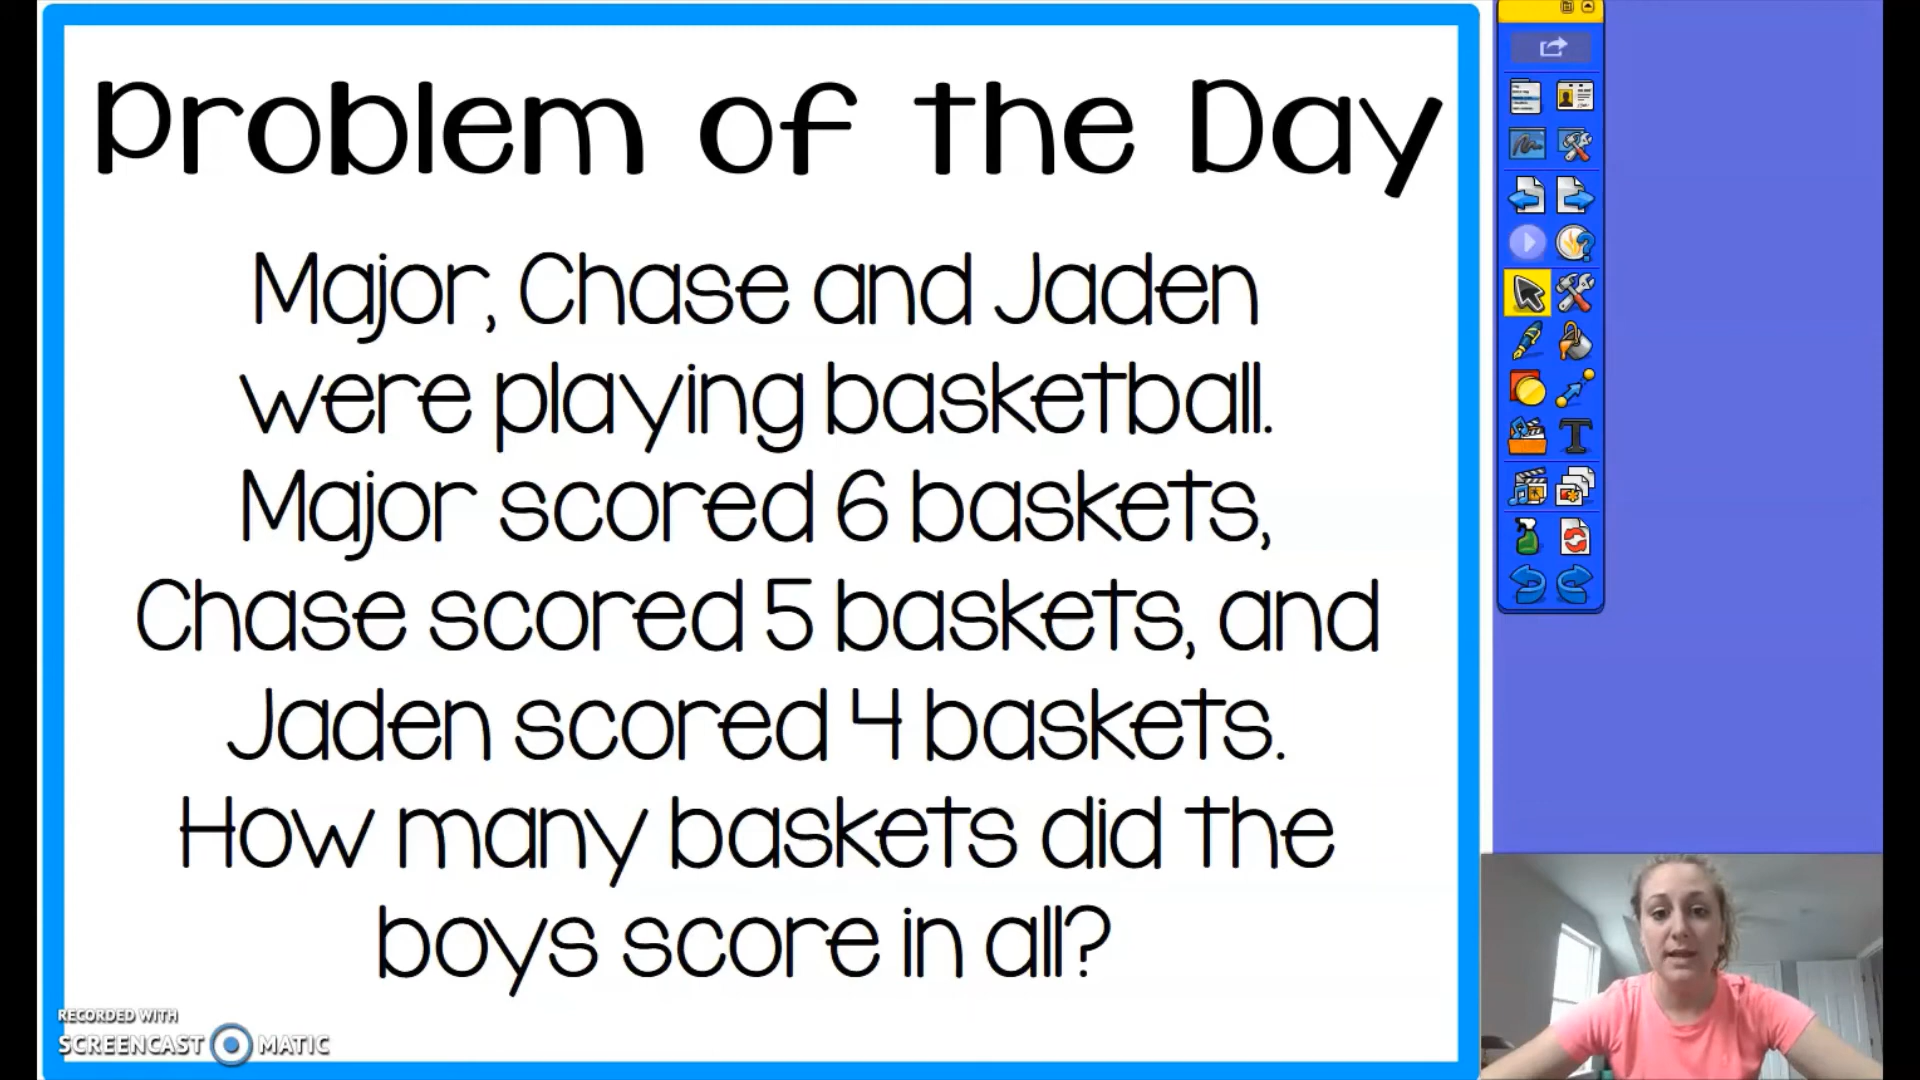 Problem of the Day
Major, Chase and Jaden
were playing basketball.
Major scored 6 baskets,
Chase scored 5 baskets, and
Jaden scored 4 baskets.
How many baskets did the
boys score in all?
RECORDED WITH
SCREENCAST MATIC
T